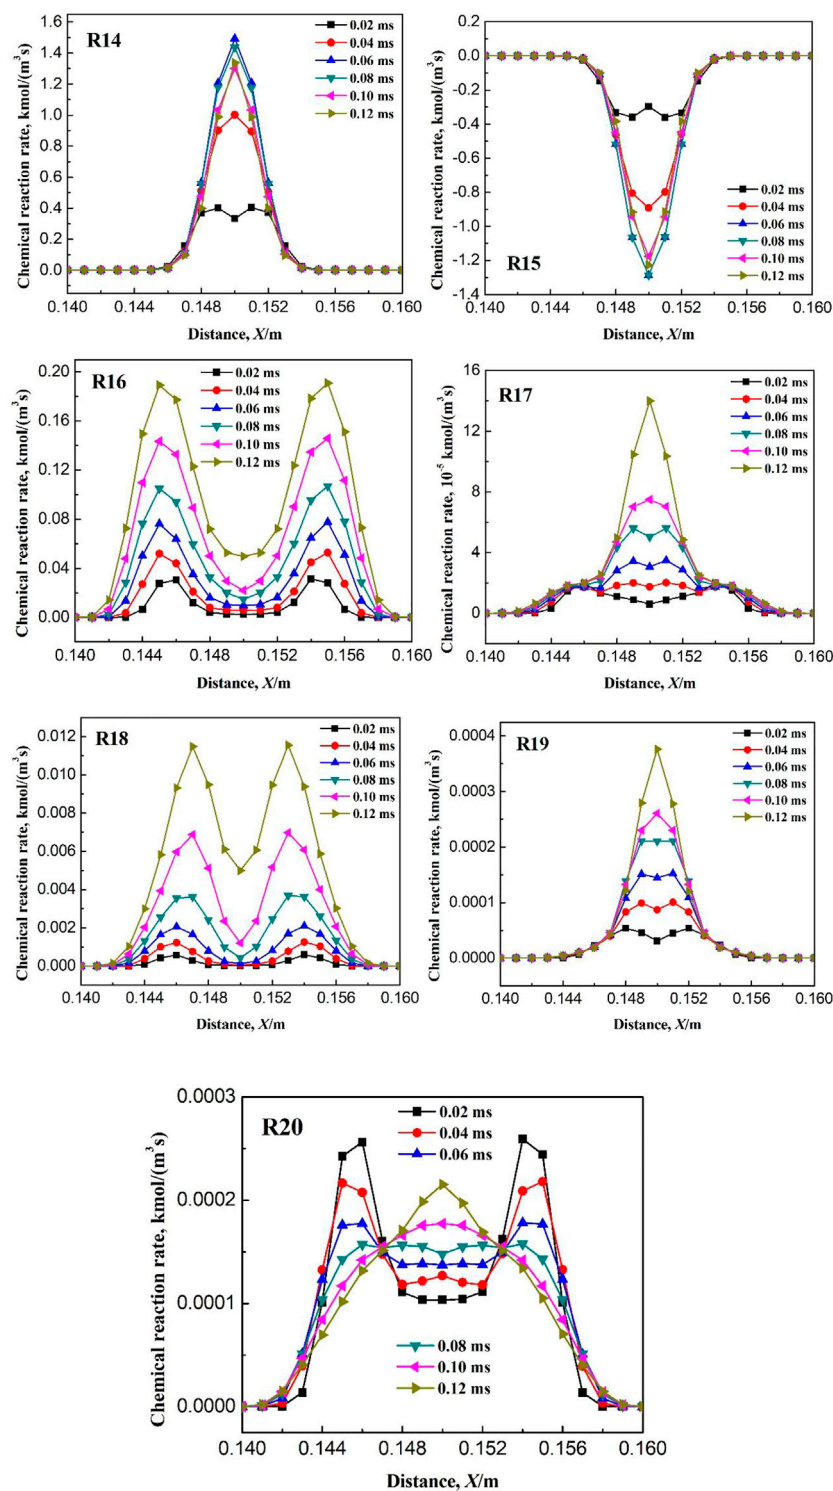 R14
0.02 ms
0.04 ms
0.06 ms
0.08 ms
0.10 ms
0.12 ms
Chemical reaction rate, kmol/(m³s)
1.6
1.4
1.2
1.0
0.8
0.6
0.4
0.2
0.0
0.140 0.144 0.148 0.152 0.156 0.160
Distance, X/m
R15
0.02 ms
0.04 ms
0.06 ms
0.08 ms
0.10 ms
0.12 ms
Chemical reaction rate, kmol/(m³s)
0.2
0.0
-0.2
-0.4
-0.6
-0.8
-1.0
-1.2
-1.4
0.140 0.144 0.148 0.152 0.156 0.160
Distance, X/m
R16
0.02 ms
0.04 ms
0.06 ms
0.08 ms
0.10 ms
0.12 ms
Chemical reaction rate, kmol/(m³s)
0.20
0.16
0.12
0.08
0.04
0.00
0.140 0.144 0.148 0.152 0.156 0.160
Distance, X/m
R17
0.02 ms
0.04 ms
0.06 ms
0.08 ms
0.10 ms
0.12 ms
Chemical reaction rate, 10⁻⁵ kmol/(m³s)
16
14
12
10
8
6
4
2
0
0.140 0.144 0.148 0.152 0.156 0.160
Distance, X/m
R18
0.02 ms
0.04 ms
0.06 ms
0.08 ms
0.10 ms
0.12 ms
Chemical reaction rate, kmol/(m³s)
0.012
0.010
0.008
0.006
0.004
0.002
0.000
0.140 0.144 0.148 0.152 0.156 0.160
Distance, X/m
R19
0.02 ms
0.04 ms
0.06 ms
0.08 ms
0.10 ms
0.12 ms
Chemical reaction rate, kmol/(m³s)
0.0004
0.0003
0.0002
0.0001
0.0000
0.140 0.144 0.148 0.152 0.156 0.160
Distance, X/m
R20
0.02 ms
0.04 ms
0.06 ms
0.08 ms
0.10 ms
0.12 ms
Chemical reaction rate, kmol/(m³s)
0.0003
0.0002
0.0001
0.0000
0.140 0.144 0.148 0.152 0.156 0.160
Distance, X/m